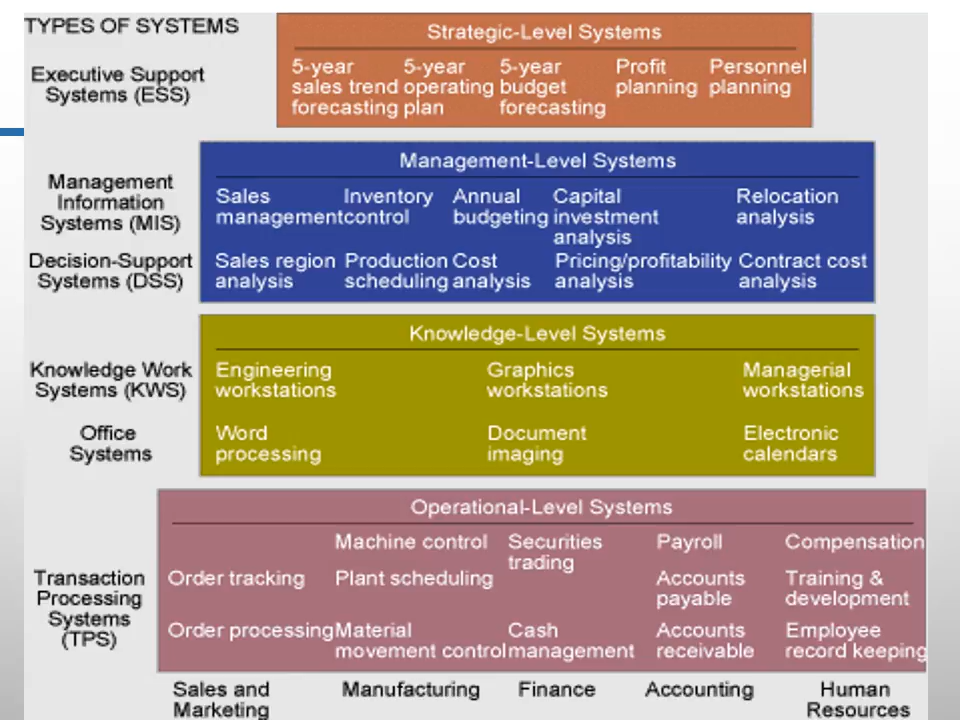 TYPES OF SYSTEMS
Strategic-Level Systems
Executive Support
Systems (ESS)
5-year
sales trend
forecasting
5-year
operating
plan
5-year
budget
forecasting
Profit
planning
Personnel
planning
Management-Level Systems
Management
Information
Systems (MIS)
Sales
management
Inventory
control
Annual
budgeting
Capital
investment
analysis
Relocation
analysis
Decision-Support
Systems (DSS)
Sales region
analysis
Production
scheduling
Cost
analysis
Pricing/profitability
analysis
Contract cost
analysis
Knowledge-Level Systems
Knowledge Work
Systems (KWS)
Engineering
workstations
Graphics
workstations
Managerial
workstations
Office
Systems
Word
processing
Document
imaging
Electronic
calendars
Operational-Level Systems
Transaction
Processing
Systems
(TPS)
Machine control
Securities
trading
Payroll
Compensation
Order tracking
Plant scheduling
Accounts
payable
Training &
development
Order processing
Material
movement control
Cash
management
Accounts
receivable
Employee
record keeping
Sales and
Marketing
Manufacturing
Finance
Accounting
Human
Resources